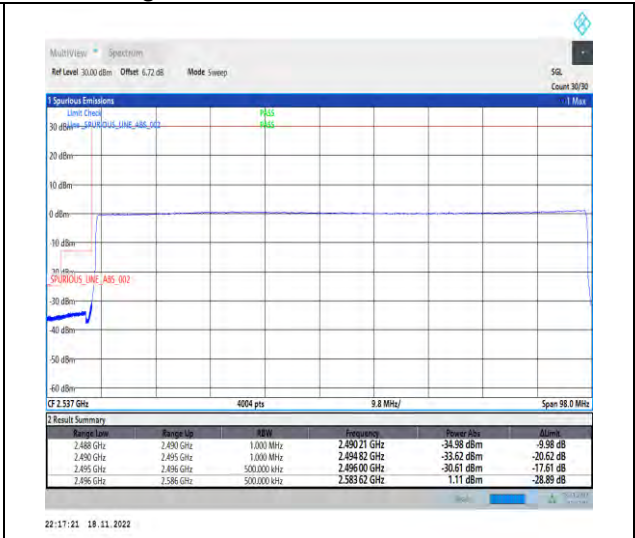 MultiView Spectrum
Ref Level 30.00 dBm Offset 6.72 dB Mode Sweep SGL
Count 30/30
1 Spurious Emissions 1 Max
Limit Check PASS
30 dBm Line _SPURIOUS_LINE_ABS_002 PASS
20 dBm
10 dBm
0 dBm
-10 dBm
-20 dBm
_SPURIOUS_LINE_ABS_002
-30 dBm
-40 dBm
-50 dBm
-60 dBm
CF 2.537 GHz 4004 pts 9.8 MHz/ Span 98.0 MHz
2 Result Summary
Range Low Range Up RBW Frequency Power Abs ΔLimit
2.488 GHz 2.490 GHz 1.000 MHz 2.490 21 GHz -34.98 dBm -9.98 dB
2.490 GHz 2.495 GHz 1.000 MHz 2.494 82 GHz -33.62 dBm -20.62 dB
2.495 GHz 2.496 GHz 500.000 kHz 2.496 00 GHz -30.61 dBm -17.61 dB
2.496 GHz 2.586 GHz 500.000 kHz 2.583 62 GHz 1.11 dBm -28.89 dB
22:17:21 18.11.2022